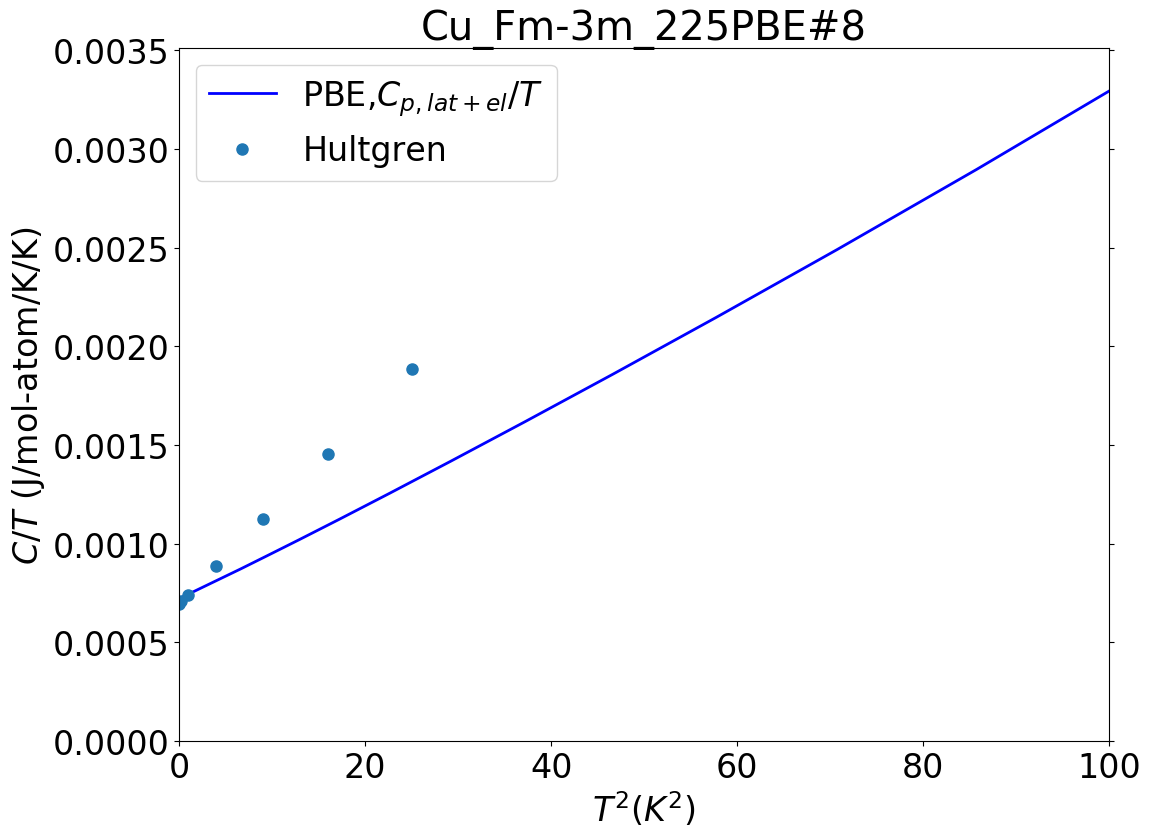 Cu_Fm-3m_225PBE#8
0.0035
0.0030
0.0025
0.0020
0.0015
0.0010
0.0005
0.0000
C/T (J/mol-atom/K/K)
PBE,C_{p,lat+el}/T
Hultgren
0 20 40 60 80 100
T^2(K^2)